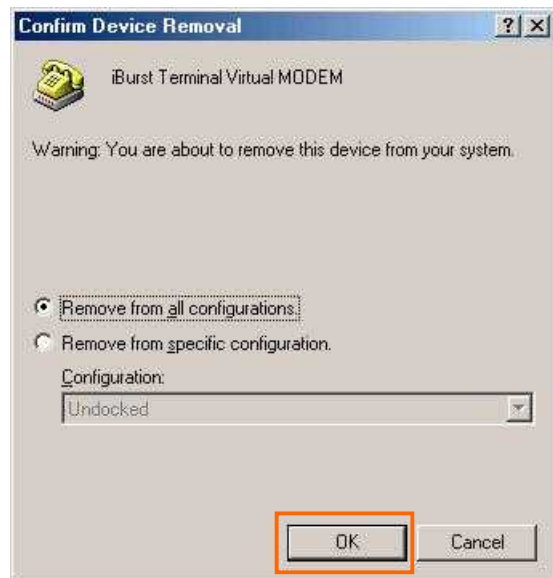 Confirm Device Removal
iBurst Terminal Virtual MODEM
Warning: You are about to remove this device from your system.
Remove from all configurations.
Remove from specific configuration.
Configuration:
Undocked
OK Cancel